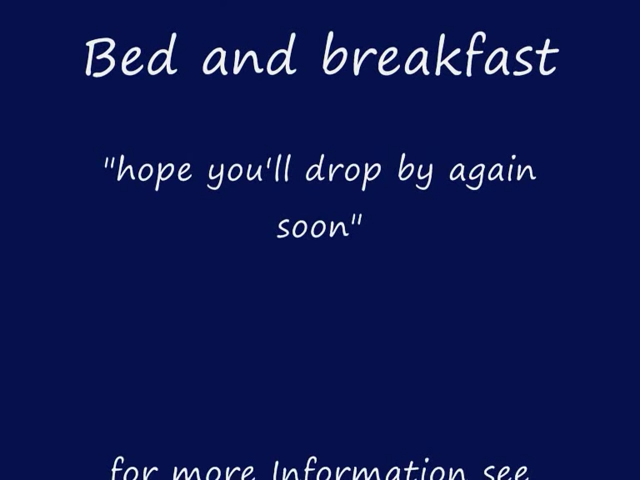 Bed and breakfast
"hope you'll drop by again
soon"
for more Information see